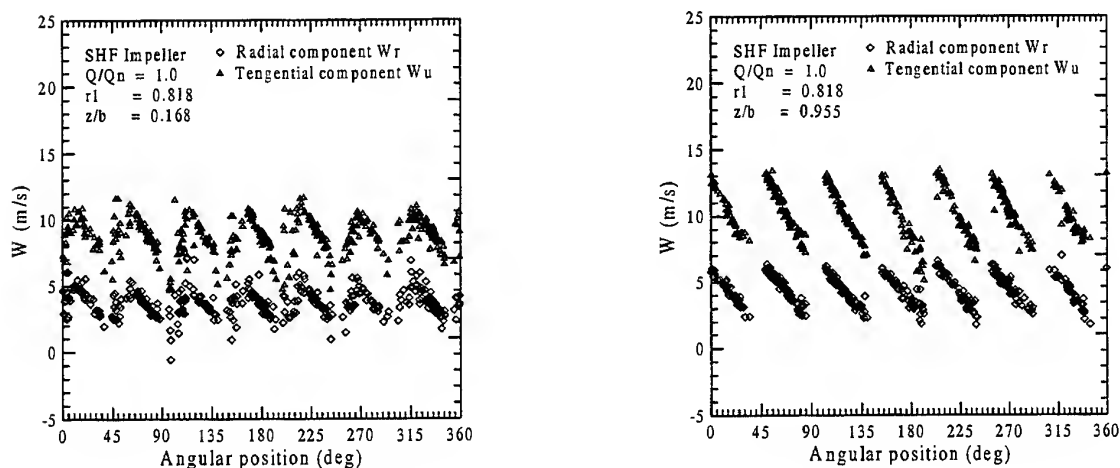 25
20
15
10
5
0
-5
W (m/s)
SHF Impeller
Q/Qn = 1.0
r1 = 0.818
z/b = 0.168
◇ Radial component Wr
▲ Tengential component Wu
0 45 90 135 180 225 270 315 360
Angular position (deg)
25
20
15
10
5
0
-5
W (m/s)
SHF Impeller
Q/Qn = 1.0
r1 = 0.818
z/b = 0.955
◇ Radial component Wr
▲ Tengential component Wu
0 45 90 135 180 225 270 315 360
Angular position (deg)